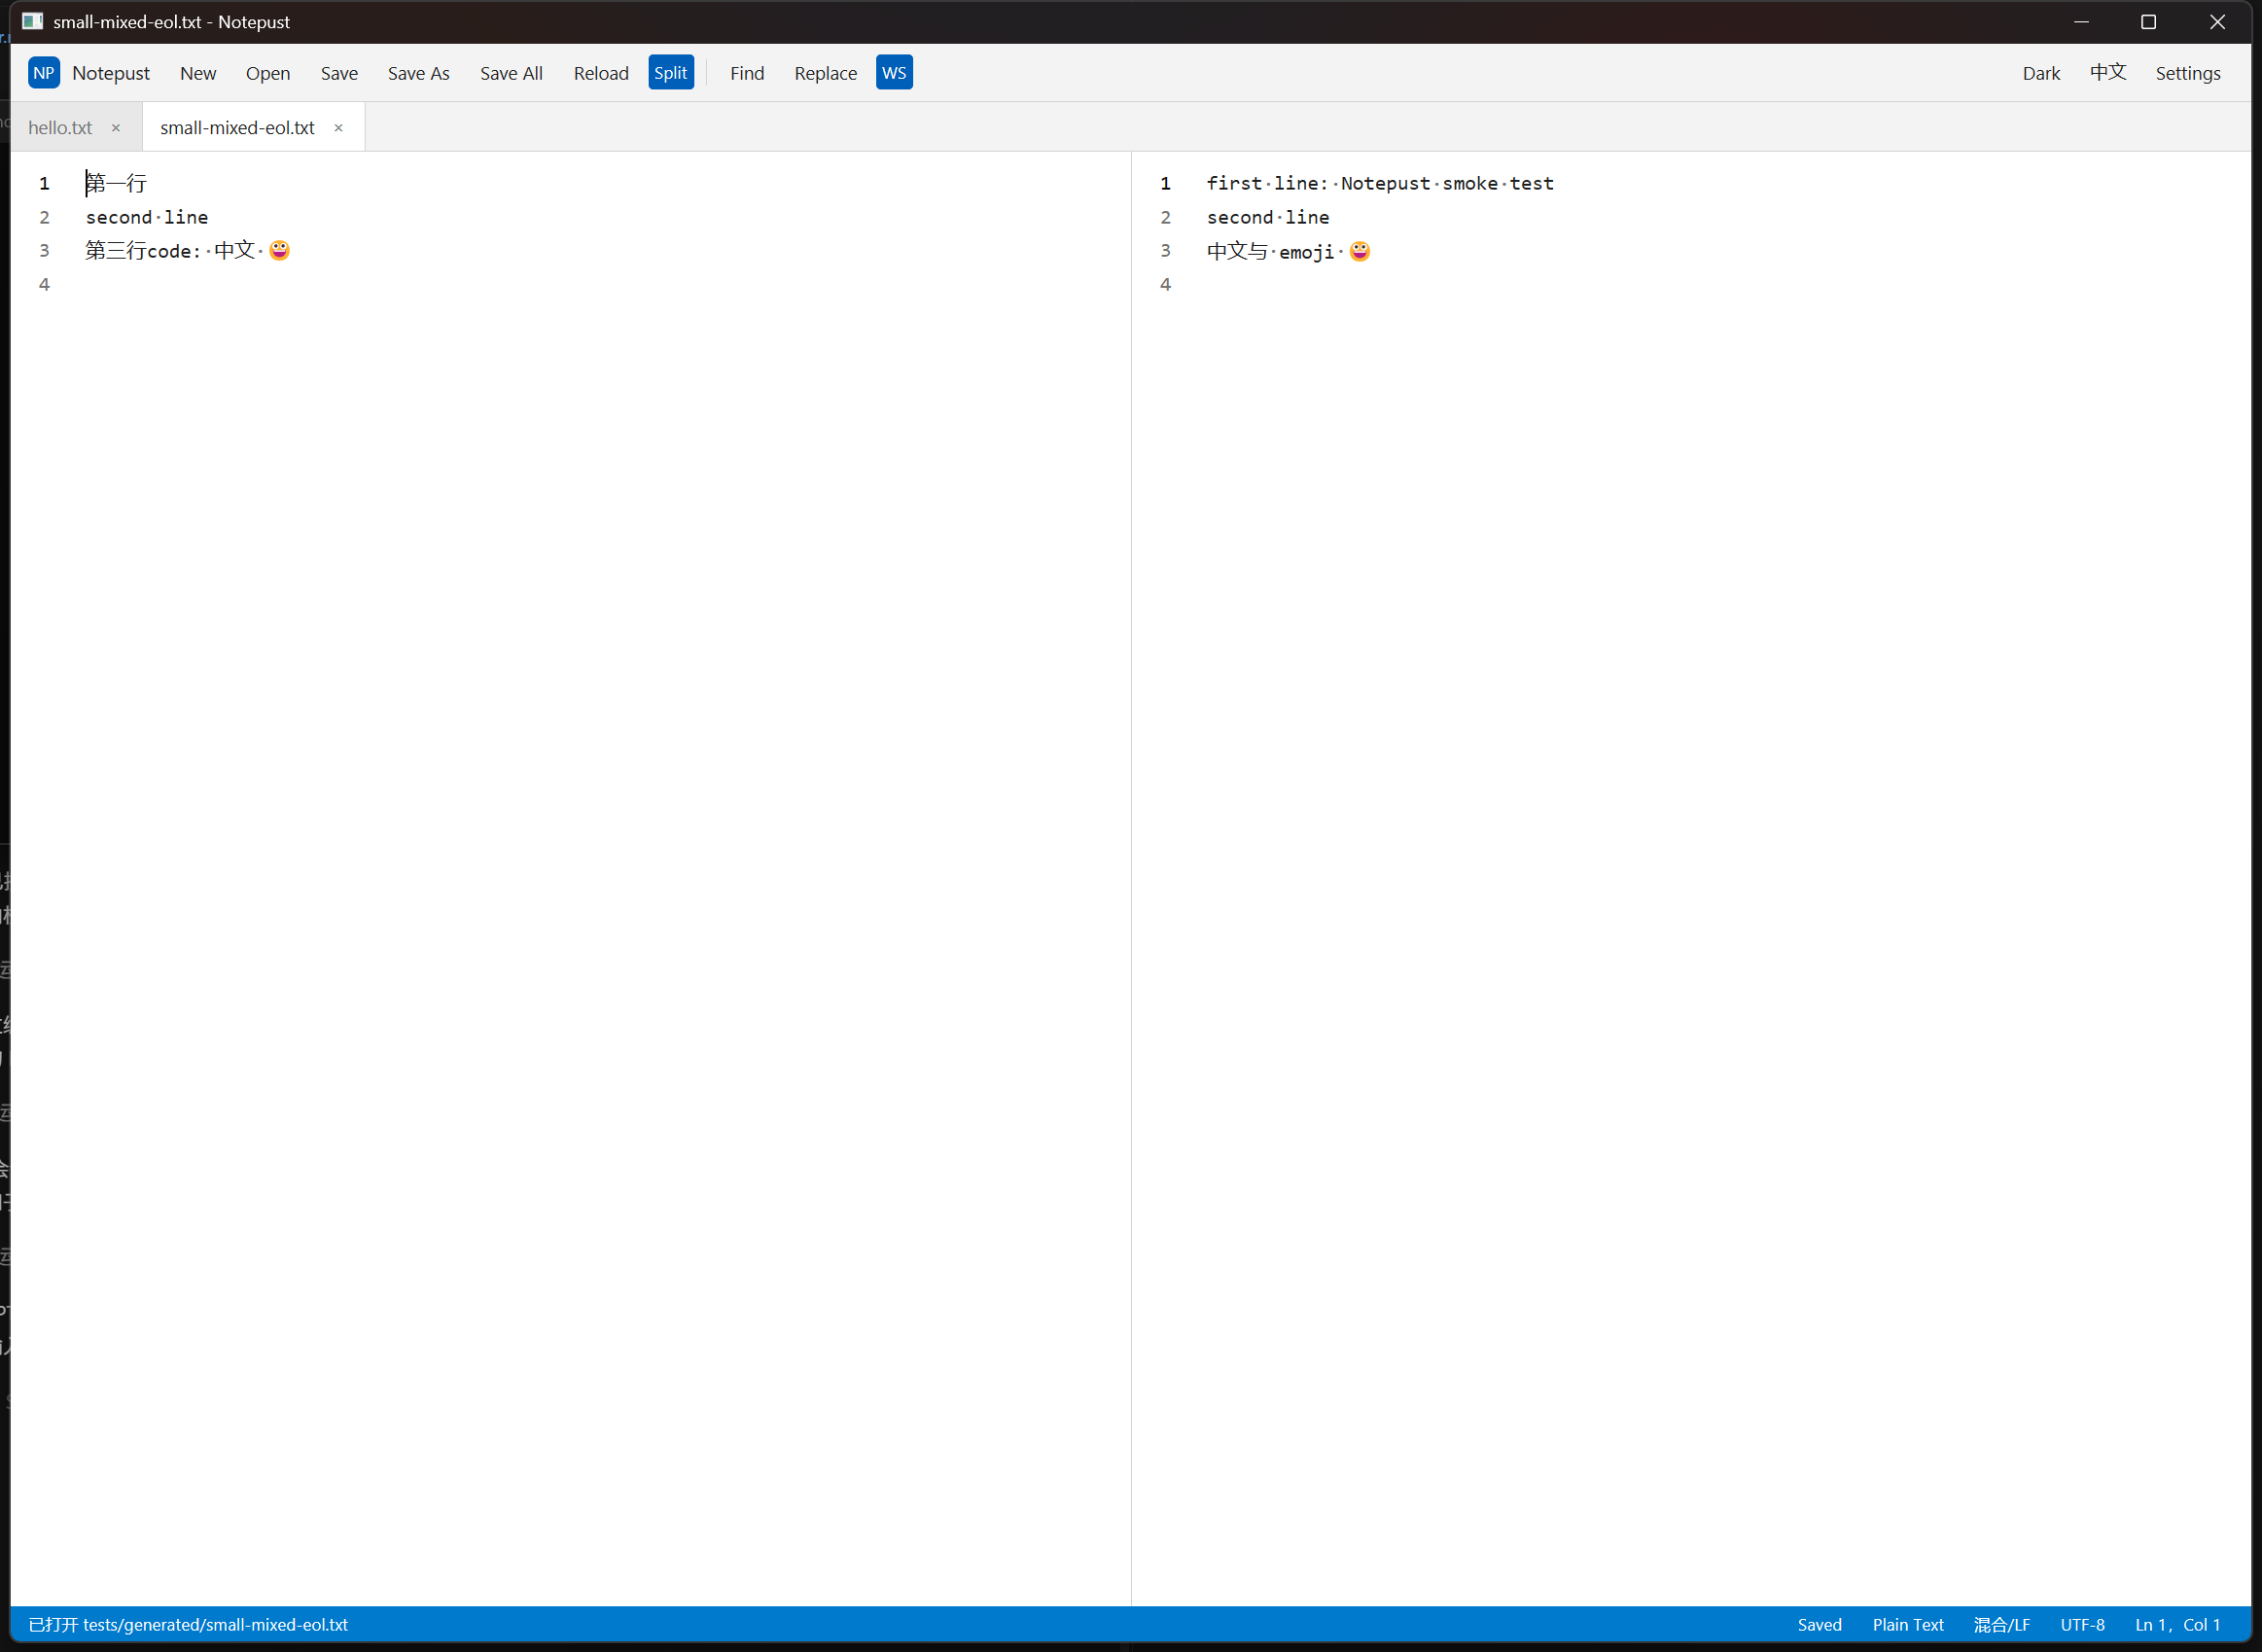 small-mixed-eol.txt - Notepust
NP Notepust New Open Save Save As Save All Reload Split Find Replace WS Dark 中文 Settings
hello.txt × small-mixed-eol.txt ×
1 第一行
2 second·line
3 第三行code:·中文·😀
4
1 first·line:·Notepust·smoke·test
2 second·line
3 中文与·emoji·😀
4
已打开 tests/generated/small-mixed-eol.txt Saved Plain Text 混合/LF UTF-8 Ln 1, Col 1